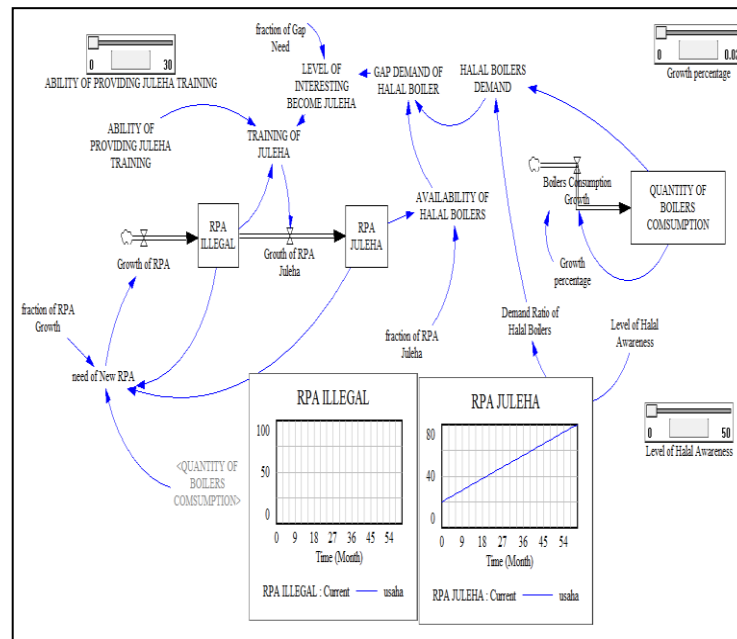 0 30
ABILITY OF PROVIDING JULEHA TRAINING
fraction of Gap
Need
LEVEL OF
INTERESTING
BECOME JULEHA
GAP DEMAND OF
HALAL BOILER
HALAL BOILERS
DEMAND
0 0.02
Growth percentage
ABILITY OF
PROVIDING JULEHA
TRAINING
TRAINING OF
JULEHA
AVAILABILITY OF
HALAL BOILERS
Boilers Consumption
Growth
QUANTITY OF
BOILERS
COMSUMPTION
RPA
ILLEGAL
RPA
JULEHA
Growth of RPA
Grouth of RPA
Juleha
Growth
percentage
fraction of RPA
Growth
fraction of RPA
Juleha
Demand Ratio of
Halal Boilers
Level of Halal
Awareness
need of New RPA
<QUANTITY OF
BOILERS
COMSUMPTION>
RPA ILLEGAL
100
50
0
0 9 18 27 36 45 54
Time (Month)
RPA ILLEGAL : Current usaha
RPA JULEHA
80
40
0
0 9 18 27 36 45 54
Time (Month)
RPA JULEHA : Current usaha
0 50
Level of Halal Awareness